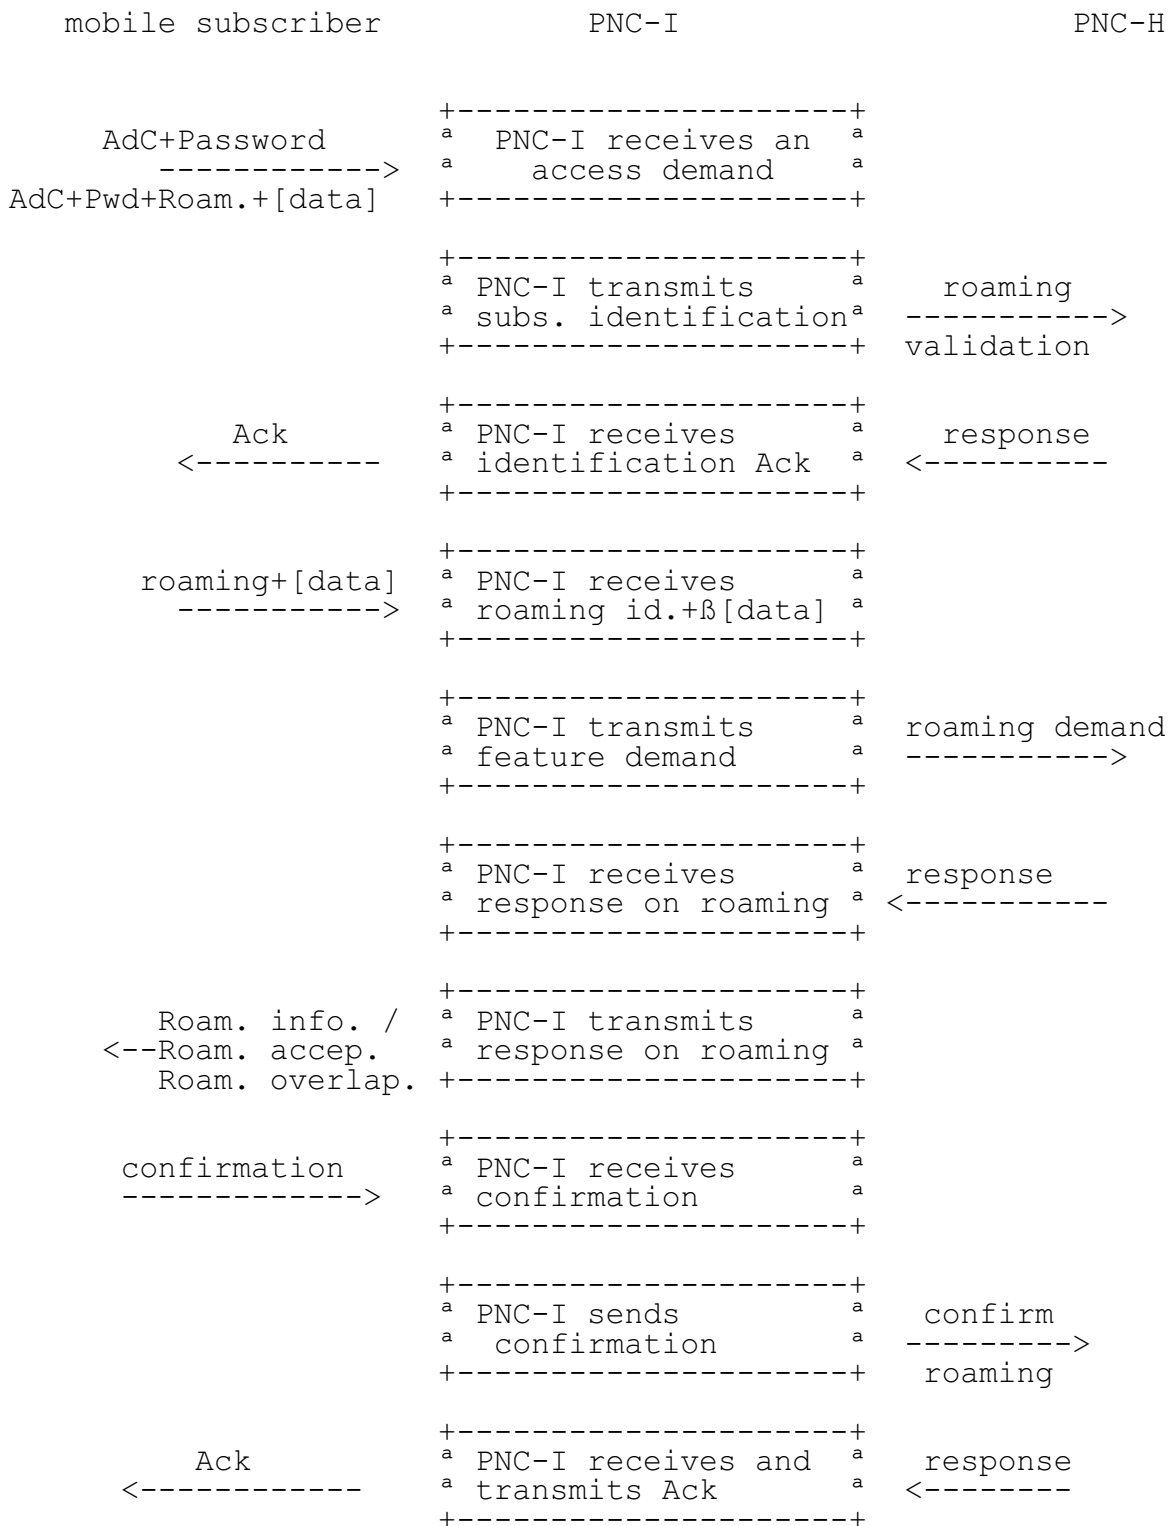 mobile subscriber PNC-I PNC-H
+---------------------+
AdC+Password ª PNC-I receives an ª
------------> ª access demand ª
AdC+Pwd+Roam.+[data] +---------------------+
+---------------------+
ª PNC-I transmits ª roaming
ª subs. identificationª ----------->
+---------------------+ validation
+---------------------+
Ack ª PNC-I receives ª response
<---------- ª identification Ack ª <----------
+---------------------+
+---------------------+
roaming+[data] ª PNC-I receives ª
-----------> ª roaming id.+ß[data] ª
+---------------------+
+---------------------+
ª PNC-I transmits ª roaming demand
ª feature demand ª ----------->
+---------------------+
+---------------------+
ª PNC-I receives ª response
ª response on roaming ª <-----------
+---------------------+
+---------------------+
Roam. info. / ª PNC-I transmits ª
<--Roam. accep. ª response on roaming ª
Roam. overlap. +---------------------+
+---------------------+
confirmation ª PNC-I receives ª
-------------> ª confirmation ª
+---------------------+
+---------------------+
ª PNC-I sends ª confirm
ª confirmation ª --------->
+---------------------+ roaming
+---------------------+
Ack ª PNC-I receives and ª response
<------------ ª transmits Ack ª <--------
+---------------------+